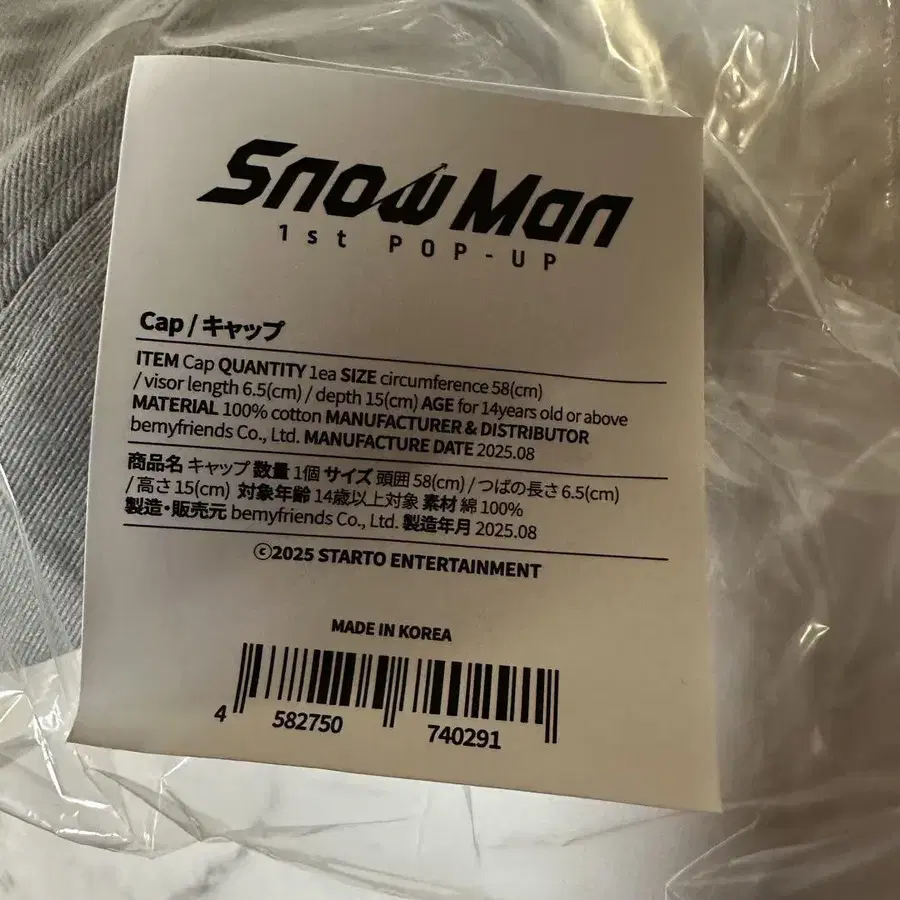 Snow Man
1st POP-UP
Cap / キャップ
ITEM Cap QUANTITY 1ea SIZE circumference 58(cm)
/ visor length 6.5(cm) / depth 15(cm) AGE for 14years old or above
MATERIAL 100% cotton MANUFACTURER & DISTRIBUTOR
bemyfriends Co., Ltd. MANUFACTURE DATE 2025.08
商品名 キャップ 数量 1個 サイズ 頭囲 58(cm) / つばの長さ 6.5(cm)
/ 高さ 15(cm) 対象年齢 14歳以上対象 素材 綿 100%
製造・販売元 bemyfriends Co., Ltd. 製造年月 2025.08
©2025 STARTO ENTERTAINMENT
MADE IN KOREA
4 582750 740291